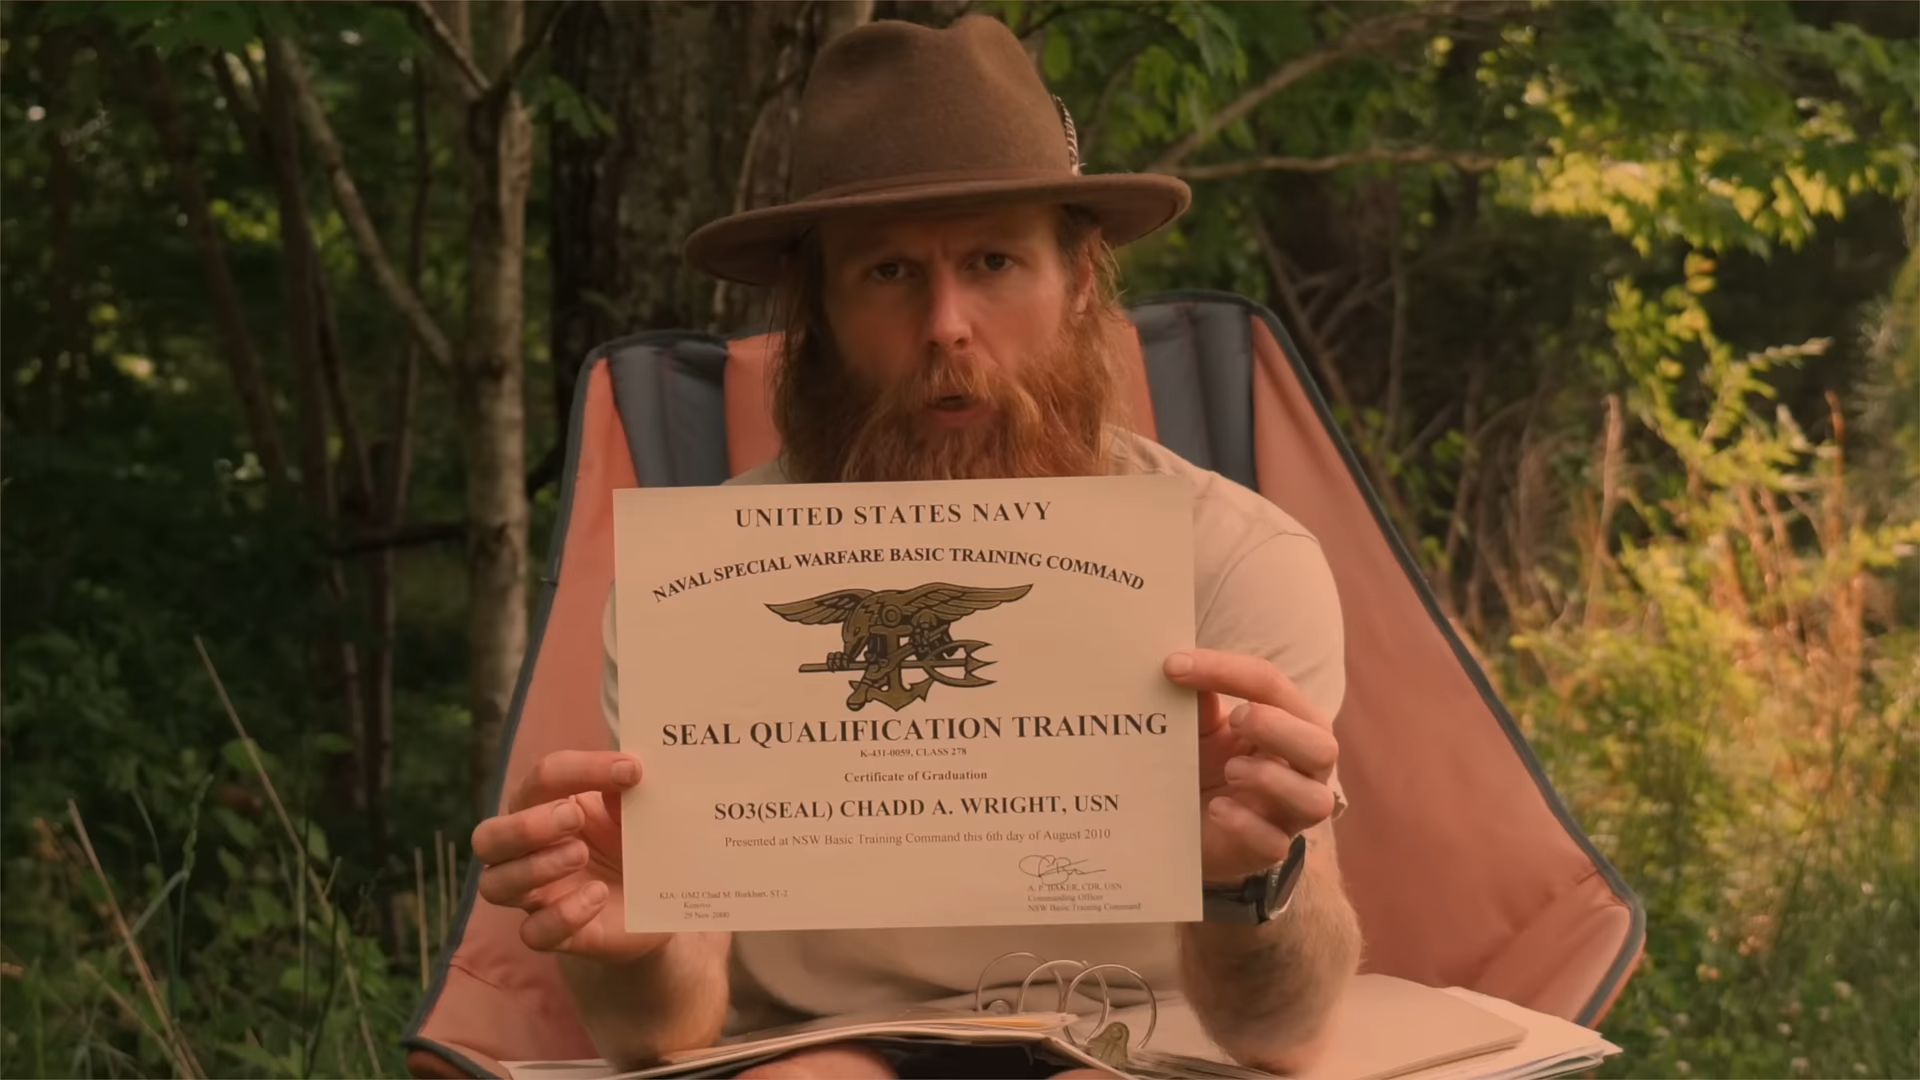 UNITED STATES NAVY
NAVAL SPECIAL WARFARE BASIC TRAINING COMMAND
SEAL QUALIFICATION TRAINING
K-431-0059, CLASS 278
Certificate of Graduation
SO3(SEAL) CHADD A. WRIGHT, USN
Presented at NSW Basic Training Command this 6th day of August 2010
A. P. BAKER, CDR, USN
Commanding Officer
NSW Basic Training Command
KIA: GM2 Chad M. Burkhart, ST-2
Kosovo
29 Nov 2000